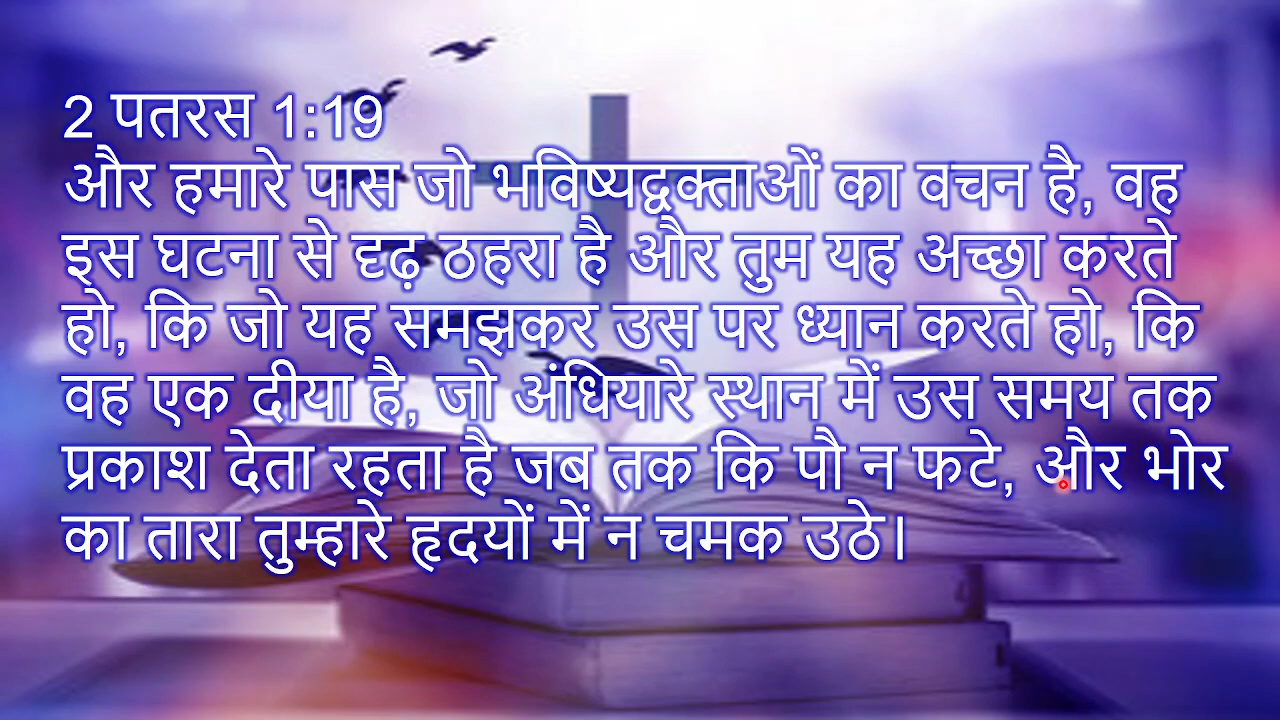 2 पतरस 1:19
और हमारे पास जो भविष्यद्वक्ताओं का वचन है, वह
इस घटना से दृढ़ ठहरा है और तुम यह अच्छा करते
हो, कि जो यह समझकर उस पर ध्यान करते हो, कि
वह एक दीया है, जो अंधियारे स्थान में उस समय तक
प्रकाश देता रहता है जब तक कि पौ न फटे, और भोर
का तारा तुम्हारे हृदयों में न चमक उठे।